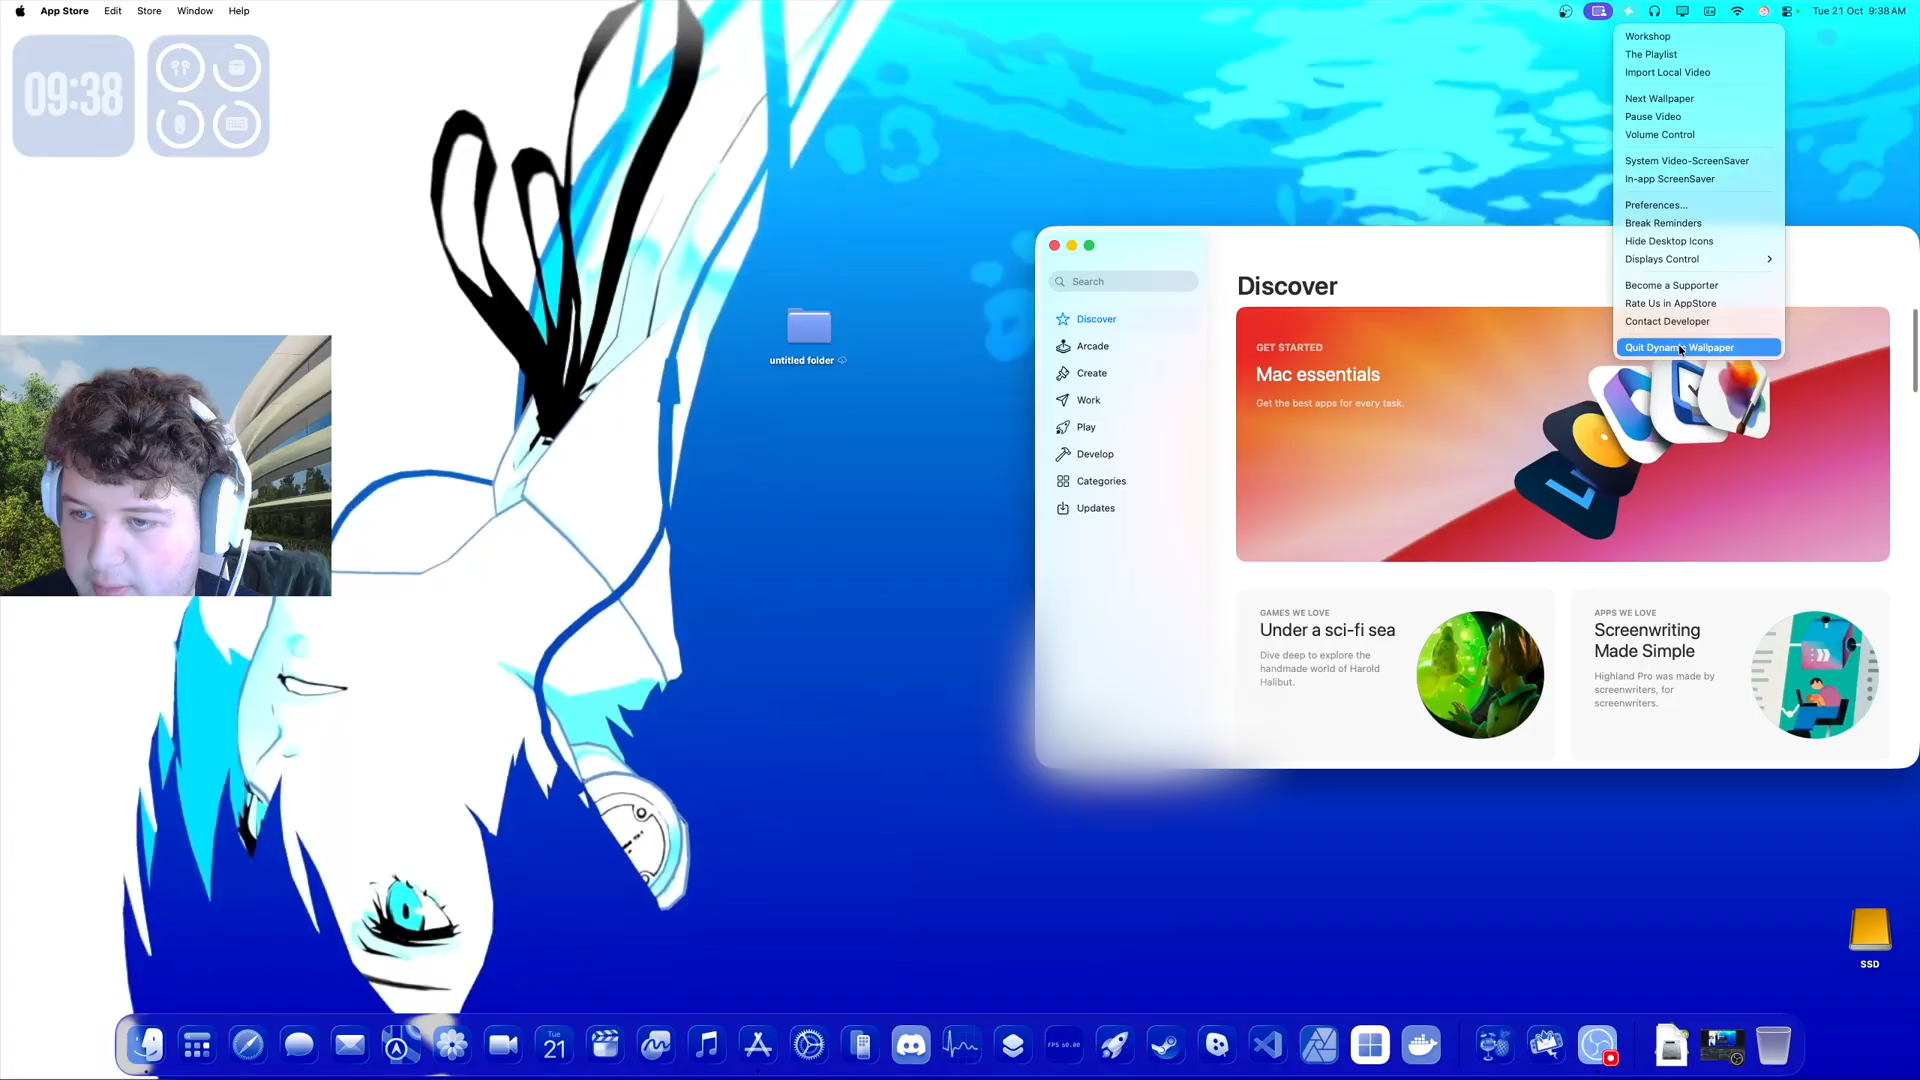 App Store Edit Store Window Help
Tue 21 Oct 9:38 AM
09:38
Workshop
The Playlist
Import Local Video
Next Wallpaper
Pause Video
Volume Control
System Video-ScreenSaver
In-app ScreenSaver
Preferences...
Break Reminders
Hide Desktop Icons
Displays Control
Become a Supporter
Rate Us in AppStore
Contact Developer
Quit Dynamic Wallpaper
untitled folder
Search
Discover
Arcade
Create
Work
Play
Develop
Categories
Updates
Discover
GET STARTED
Mac essentials
Get the best apps for every task.
GAMES WE LOVE
Under a sci-fi sea
Dive deep to explore the
handmade world of Harold
Halibut.
APPS WE LOVE
Screenwriting
Made Simple
Highland Pro was made by
screenwriters, for
screenwriters.
SSD
Tue
21
FPS 60.00